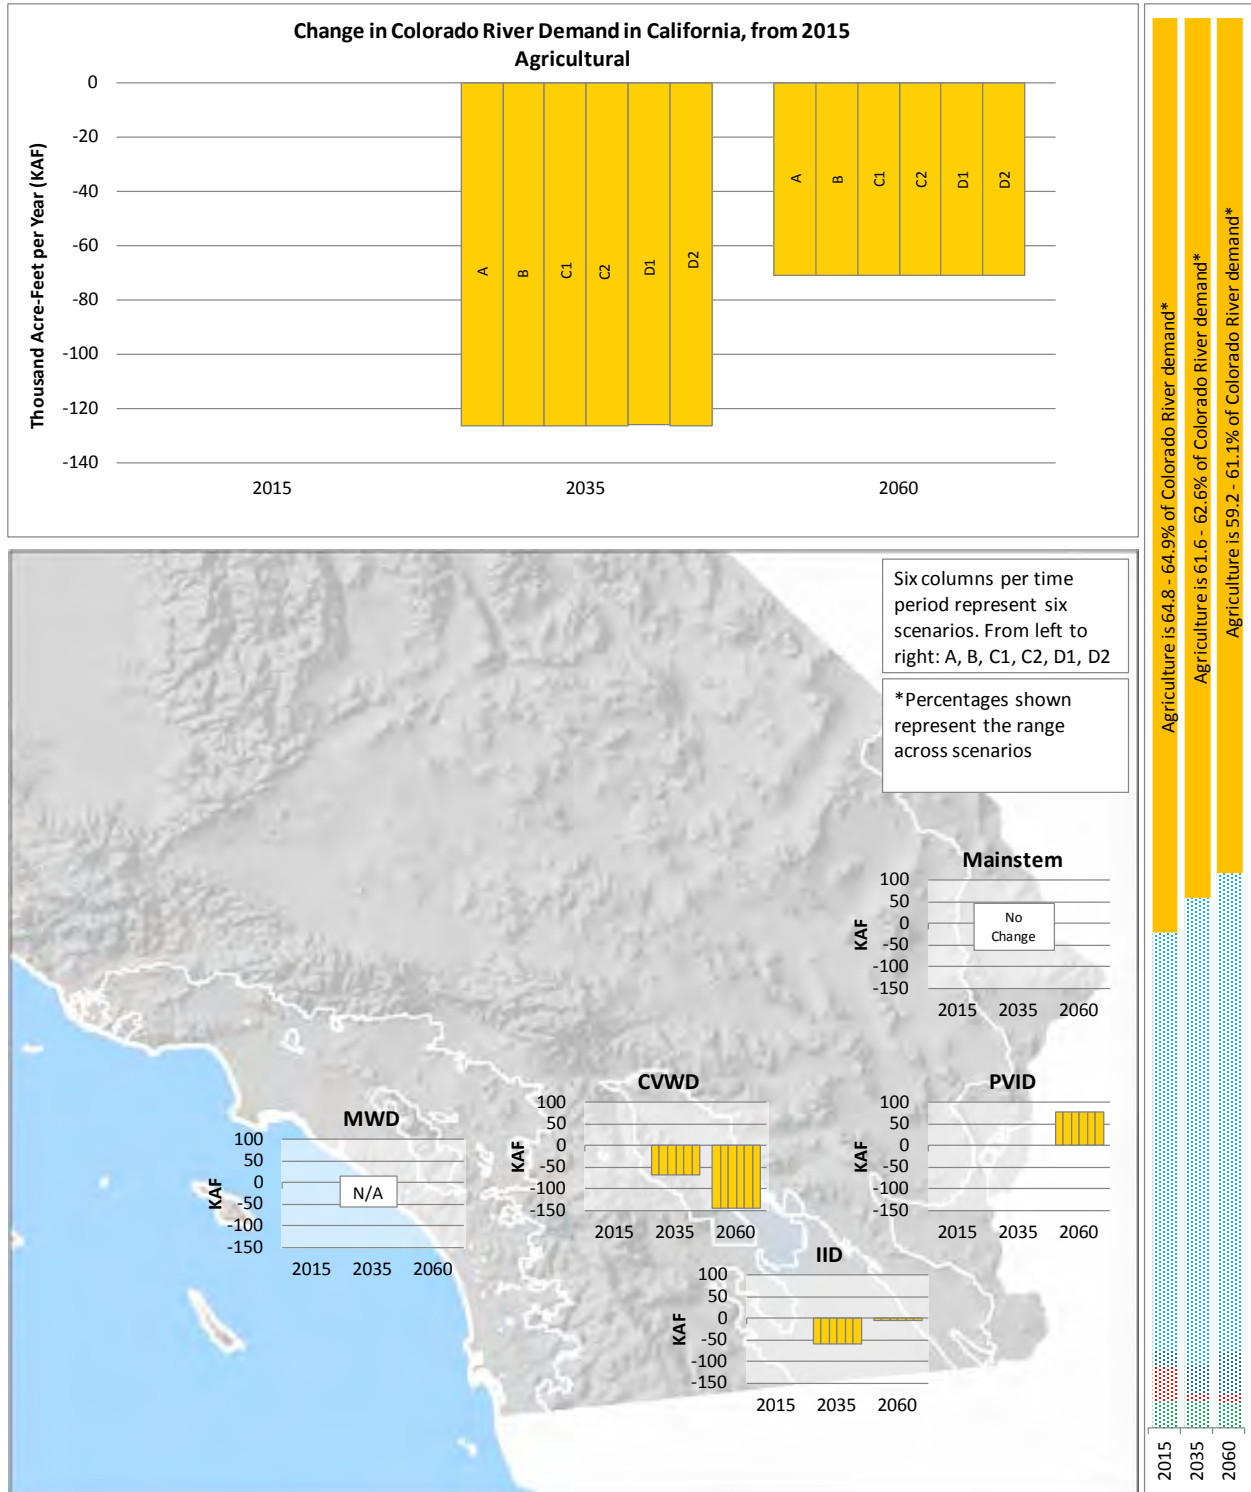 Change in Colorado River Demand in California, from 2015
Agricultural
Thousand Acre-Feet per Year (KAF)
0
-20
-40
-60
-80
-100
-120
-140
A
B
C1
C2
D1
D2
A
B
C1
C2
D1
D2
2015
2035
2060
Six columns per time
period represent six
scenarios. From left to
right: A, B, C1, C2, D1, D2
*Percentages shown
represent the range
across scenarios
Mainstem
KAF
100
50
0
-50
-100
-150
No
Change
2015
2035
2060
MWD
KAF
100
50
0
-50
-100
-150
N/A
2015
2035
2060
CVWD
KAF
100
50
0
-50
-100
-150
2015
2035
2060
PVID
KAF
100
50
0
-50
-100
-150
2015
2035
2060
IID
KAF
100
50
0
-50
-100
-150
2015
2035
2060
Agriculture is 64.8 - 64.9% of Colorado River demand*
Agriculture is 61.6 - 62.6% of Colorado River demand*
Agriculture is 59.2 - 61.1% of Colorado River demand*
2015
2035
2060